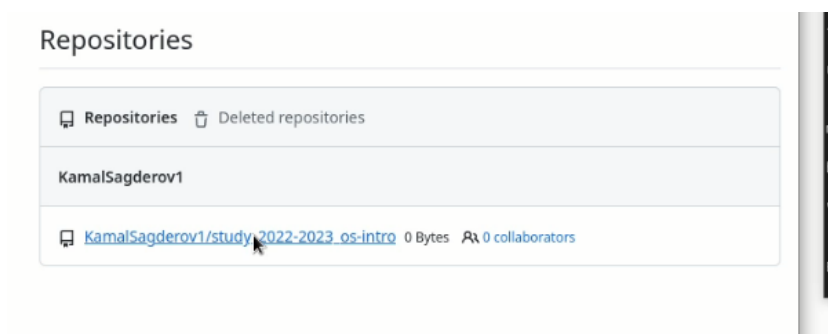 Repositories
Repositories Deleted repositories
KamalSagderov1
KamalSagderov1/study_2022-2023_os-intro 0 Bytes 0 collaborators